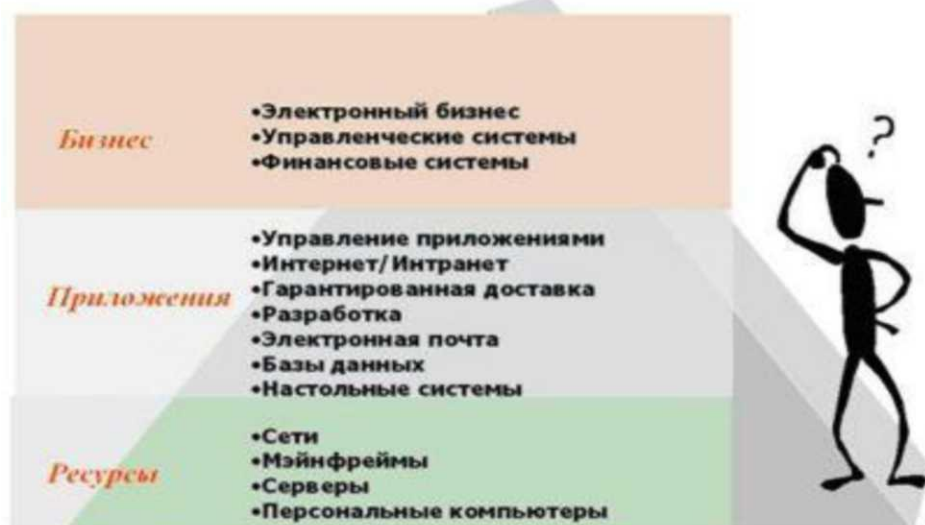 Бизнес
•Электронный бизнес
•Управленческие системы
•Финансовые системы
Приложения
•Управление приложениями
•Интернет/Интранет
•Гарантированная доставка
•Разработка
•Электронная почта
•Базы данных
•Настольные системы
Ресурсы
•Сети
•Мэйнфреймы
•Серверы
•Персональные компьютеры
?